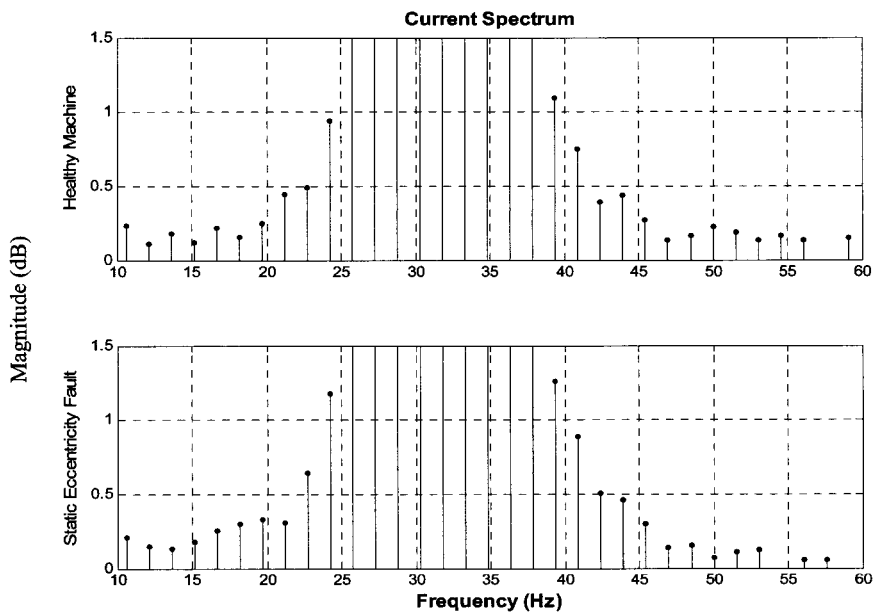 Current Spectrum
Magnitude (dB)
Healthy Machine
1.5
1
0.5
0
10 15 20 25 30 35 40 45 50 55 60
Static Eccentricity Fault
1.5
1
0.5
0
10 15 20 25 30 35 40 45 50 55 60
Frequency (Hz)